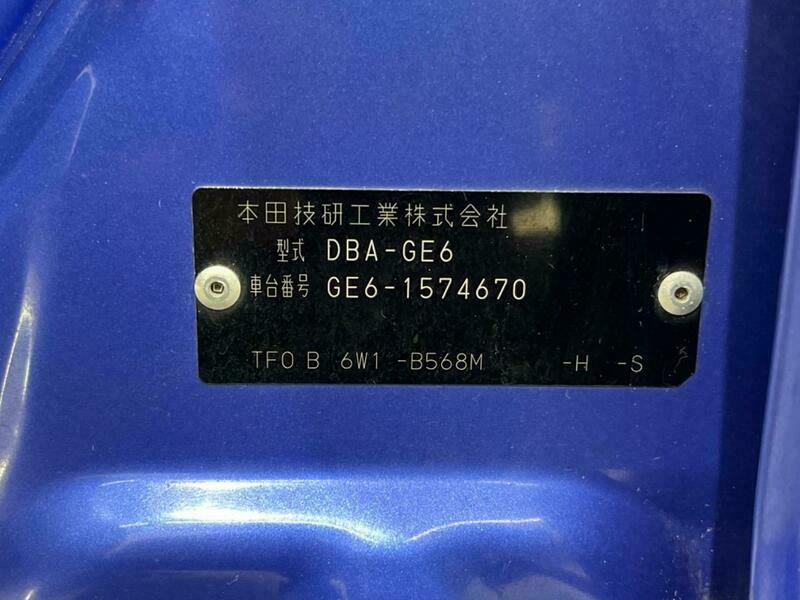 本田技研工業株式会社
型式 DBA-GE6
車台番号 GE6-1574670
TF0 B 6W1 -B568M -H -S